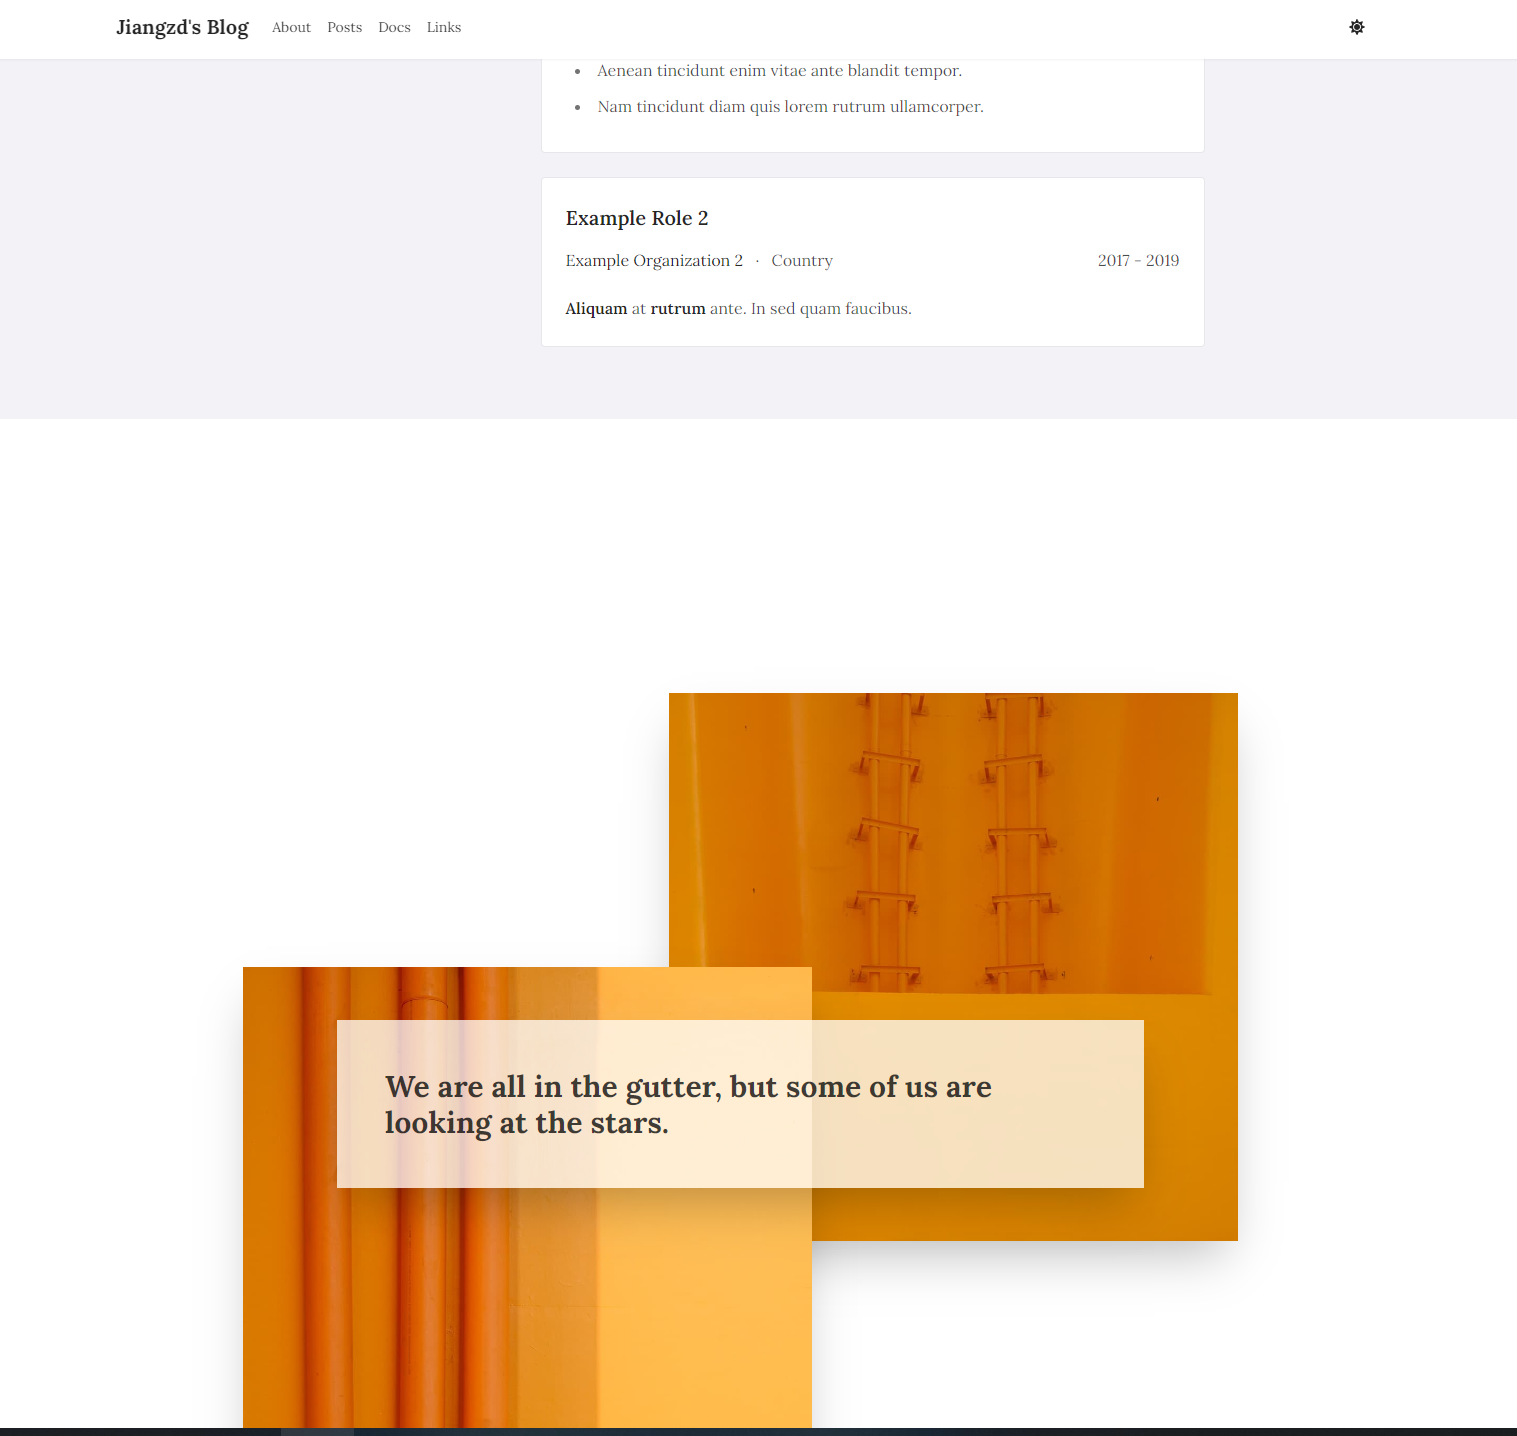 Jiangzd's Blog About Posts Docs Links
Aenean tincidunt enim vitae ante blandit tempor.
Nam tincidunt diam quis lorem rutrum ullamcorper.
Example Role 2
Example Organization 2 · Country 2017 - 2019
Aliquam at rutrum ante. In sed quam faucibus.
We are all in the gutter, but some of us are
looking at the stars.